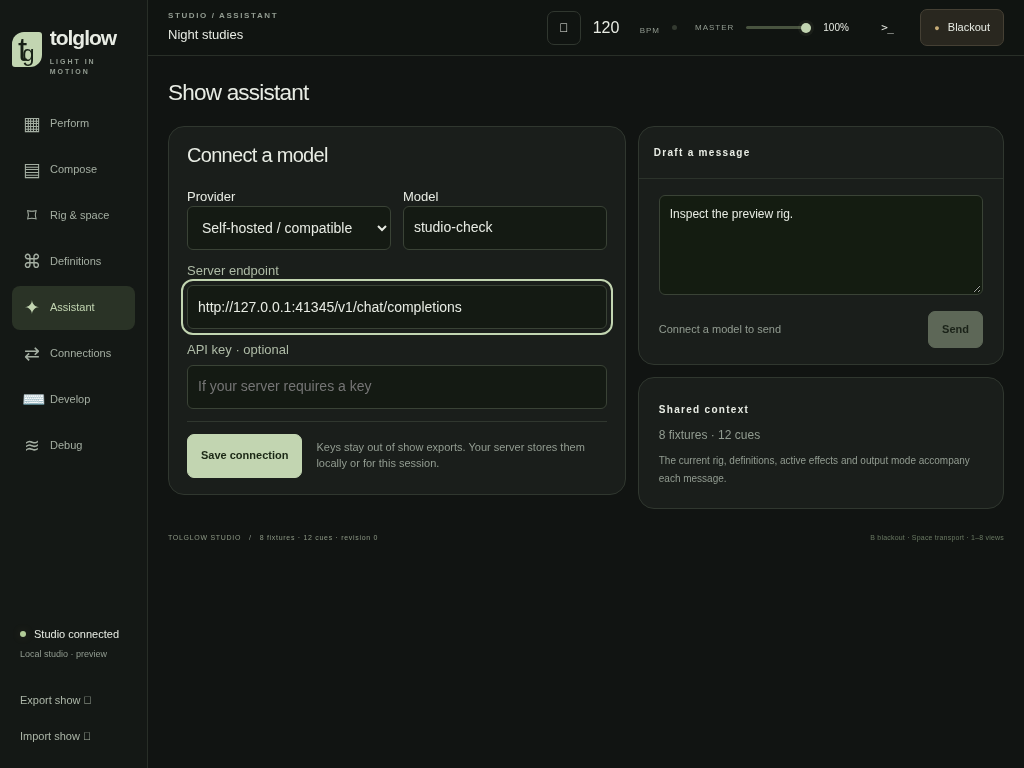 tg
tolglow
LIGHT IN
MOTION
Perform
Compose
Rig & space
Definitions
Assistant
Connections
Develop
Debug
Studio connected
Local studio · preview
Export show
Import show
STUDIO / ASSISTANT
Night studies
120
BPM
MASTER
100%
>_
Blackout
Show assistant
Connect a model
Provider
Model
Self-hosted / compatible
studio-check
Server endpoint
http://127.0.0.1:41345/v1/chat/completions
API key · optional
If your server requires a key
Save connection
Keys stay out of show exports. Your server stores them
locally or for this session.
Draft a message
Inspect the preview rig.
Connect a model to send
Send
Shared context
8 fixtures · 12 cues
The current rig, definitions, active effects and output mode accompany
each message.
TOLGLOW STUDIO / 8 fixtures · 12 cues · revision 0
B blackout · Space transport · 1–8 views